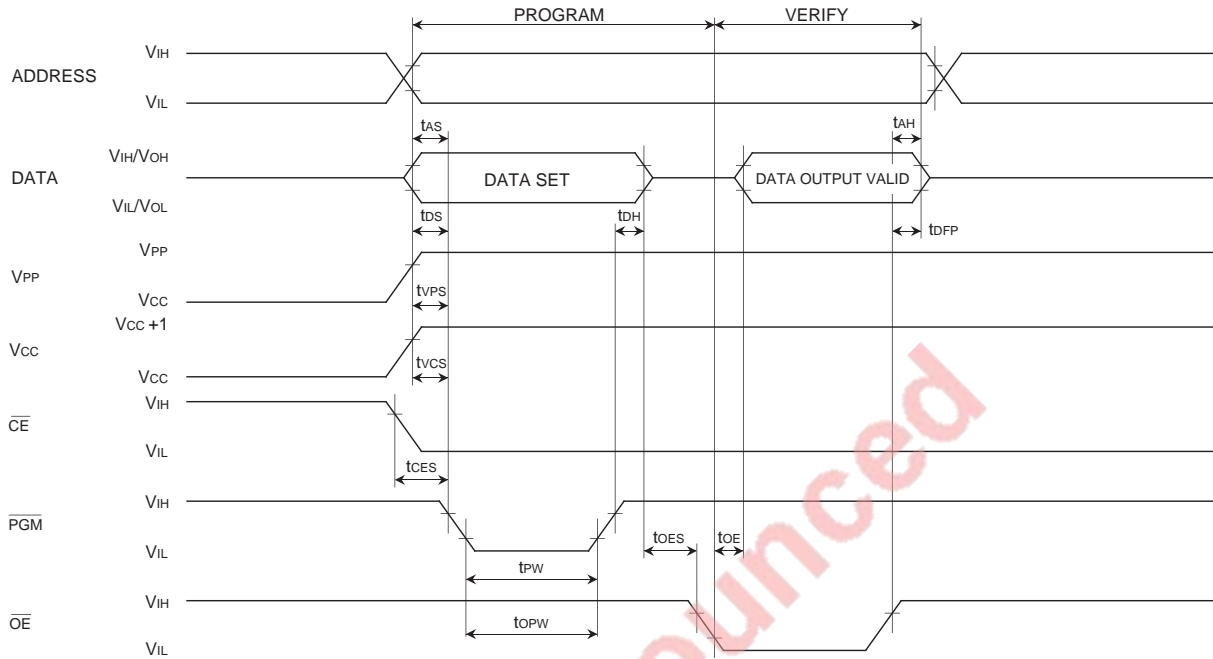 PROGRAM VERIFY
ADDRESS
VIH
VIL
tAS
tAH
DATA
VIH/VOH
VIL/VOL
DATA SET
DATA OUTPUT VALID
tDS
tDH
tDFP
VPP
VPP
VCC
tVPS
VCC
VCC +1
VCC
tVCS
CE
VIH
VIL
tCES
PGM
VIH
VIL
tPW
tOES
tOE
OE
VIH
VIL
tOPW
ounced